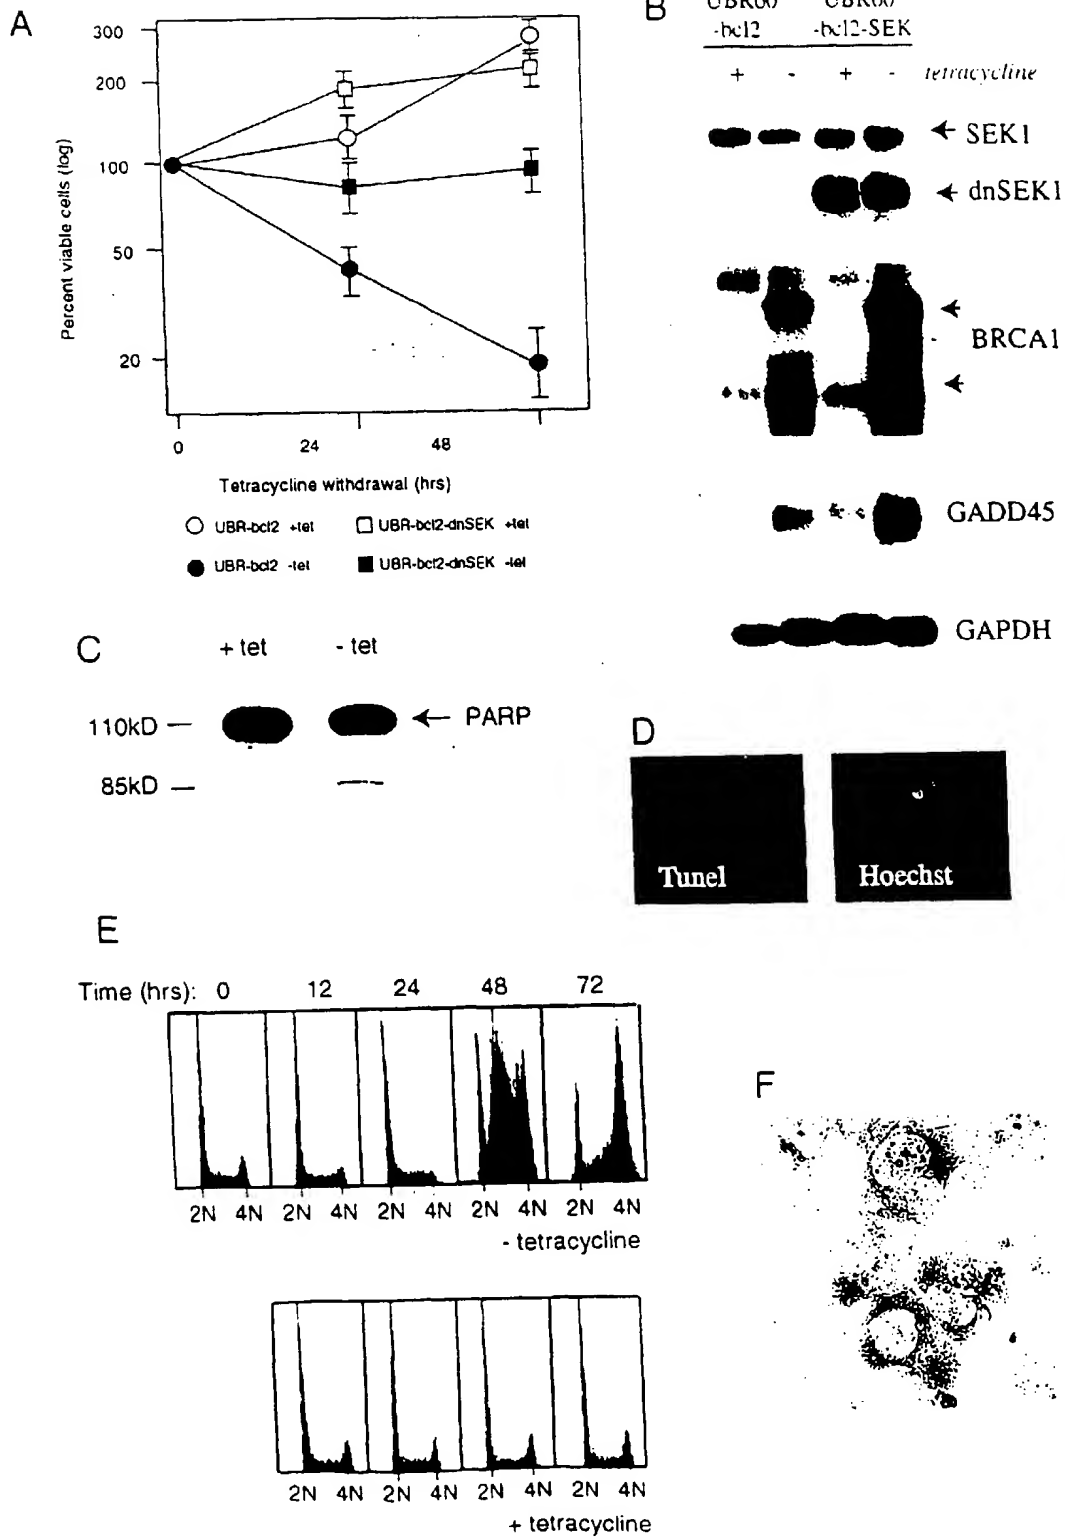 A
300
200
100
50
20
Percent viable cells (log)
0 24 48
Tetracycline withdrawal (hrs)
UBR-bcl2 +tet
UBR-bcl2-dnSEK +tet
UBR-bcl2 -tet
UBR-bcl2-dnSEK -tet
B
UBR60 UBR60
-bcl2 -bcl2-SEK
+ - + - tetracycline
SEK1
dnSEK1
BRCA1
GADD45
GAPDH
C
+ tet - tet
110kD PARP
85kD
D
Tunel
Hoechst
E
Time (hrs): 0 12 24 48 72
2N 4N 2N 4N 2N 4N 2N 4N 2N 4N
- tetracycline
2N 4N 2N 4N 2N 4N 2N 4N
+ tetracycline
F